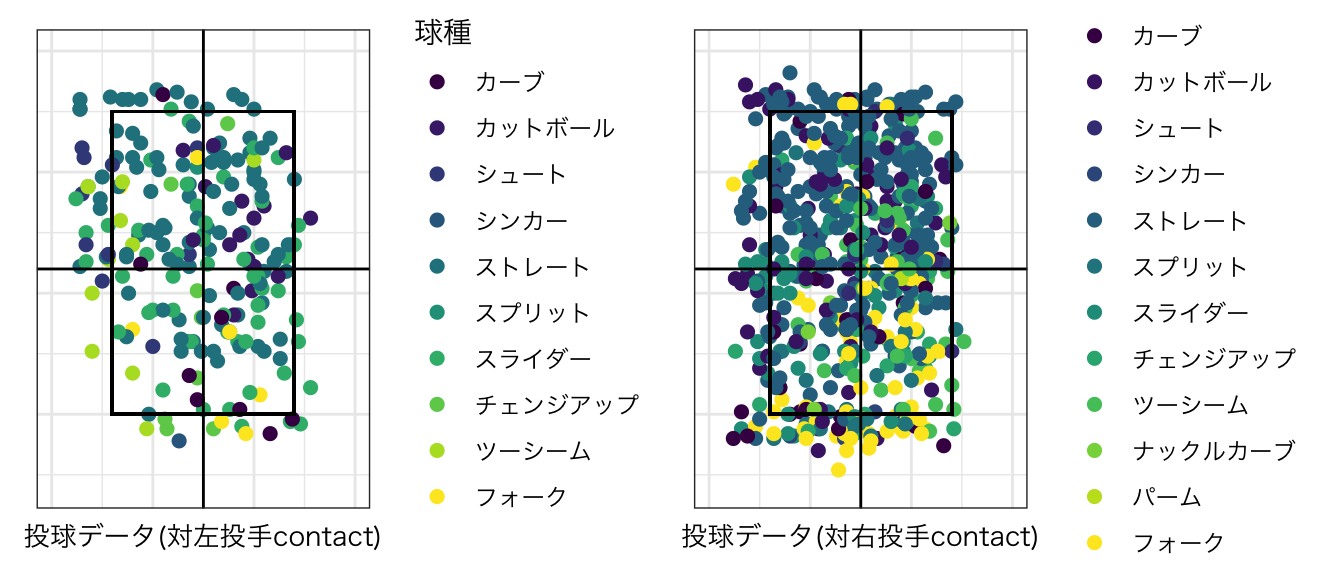 球種
カーブ
カットボール
シュート
シンカー
ストレート
スプリット
スライダー
チェンジアップ
ツーシーム
フォーク
投球データ(対左投手contact)
カーブ
カットボール
シュート
シンカー
ストレート
スプリット
スライダー
チェンジアップ
ツーシーム
ナックルカーブ
パーム
フォーク
投球データ(対右投手contact)